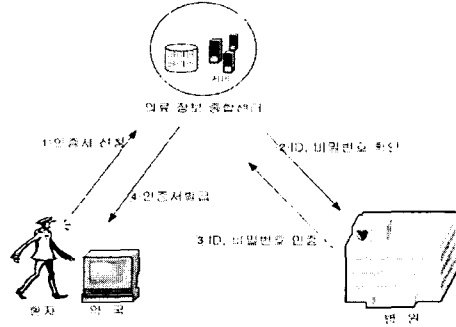 서버
의료 정보 종합센터
1 인증서 신청
2 ID, 비밀번호 확인
4 인증서발급
3 ID, 비밀번호 인증
환자
약 국
병 원